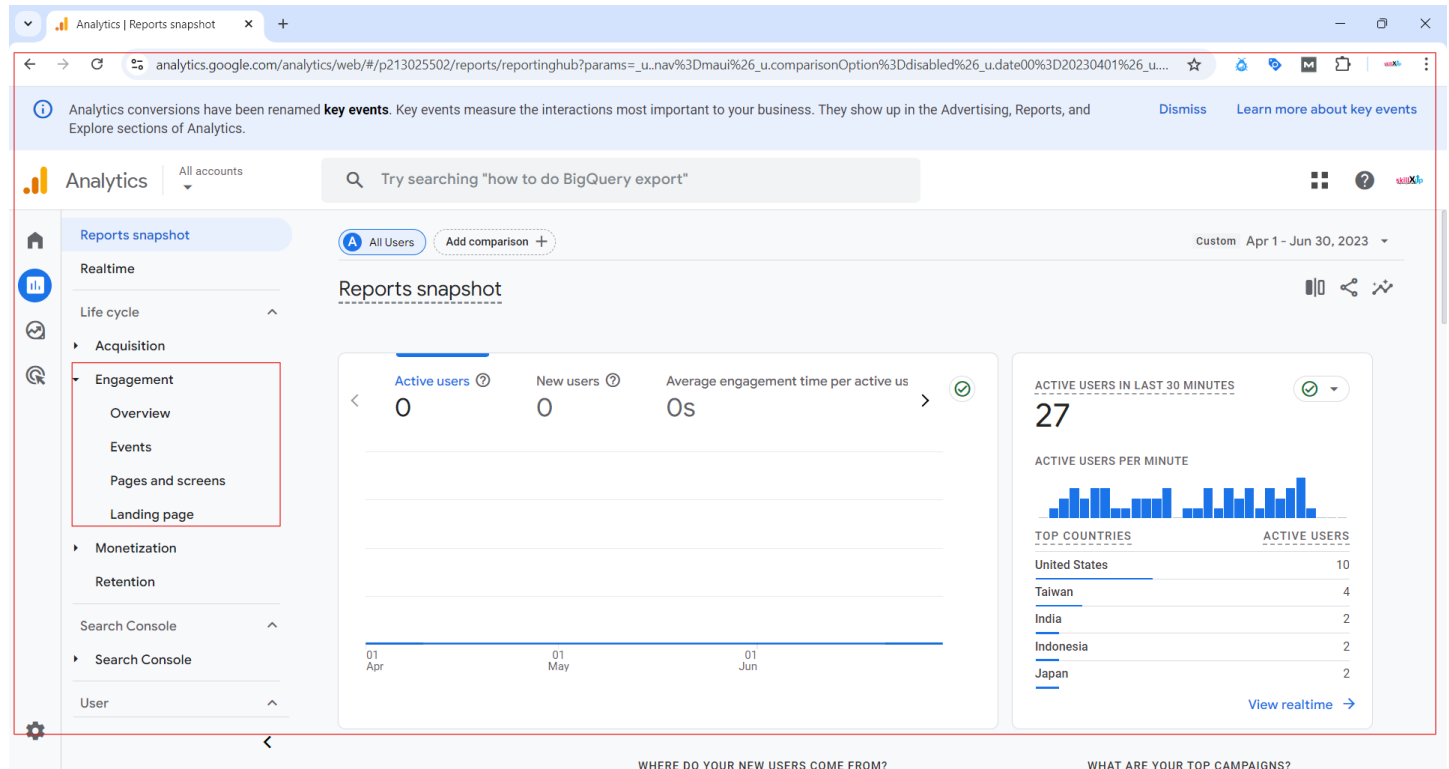 Analytics | Reports snapshot
analytics.google.com/analytics/web/#/p213025502/reports/reportinghub?params=_u..nav%3Dmaui%26_u.comparisonOption%3Ddisabled%26_u.date00%3D20230401%26_u....
Analytics conversions have been renamed key events. Key events measure the interactions most important to your business. They show up in the Advertising, Reports, and
Explore sections of Analytics.
Dismiss
Learn more about key events
Analytics
All accounts
Try searching "how to do BigQuery export"
skillXUp
Reports snapshot
Realtime
Life cycle
Acquisition
Engagement
Overview
Events
Pages and screens
Landing page
Monetization
Retention
Search Console
Search Console
User
A All Users
Add comparison +
Custom Apr 1 - Jun 30, 2023
Reports snapshot
Active users
0
New users
0
Average engagement time per active us
0s
01 Apr
01 May
01 Jun
ACTIVE USERS IN LAST 30 MINUTES
27
ACTIVE USERS PER MINUTE
TOP COUNTRIES ACTIVE USERS
United States 10
Taiwan 4
India 2
Indonesia 2
Japan 2
View realtime
WHERE DO YOUR NEW USERS COME FROM?
WHAT ARE YOUR TOP CAMPAIGNS?